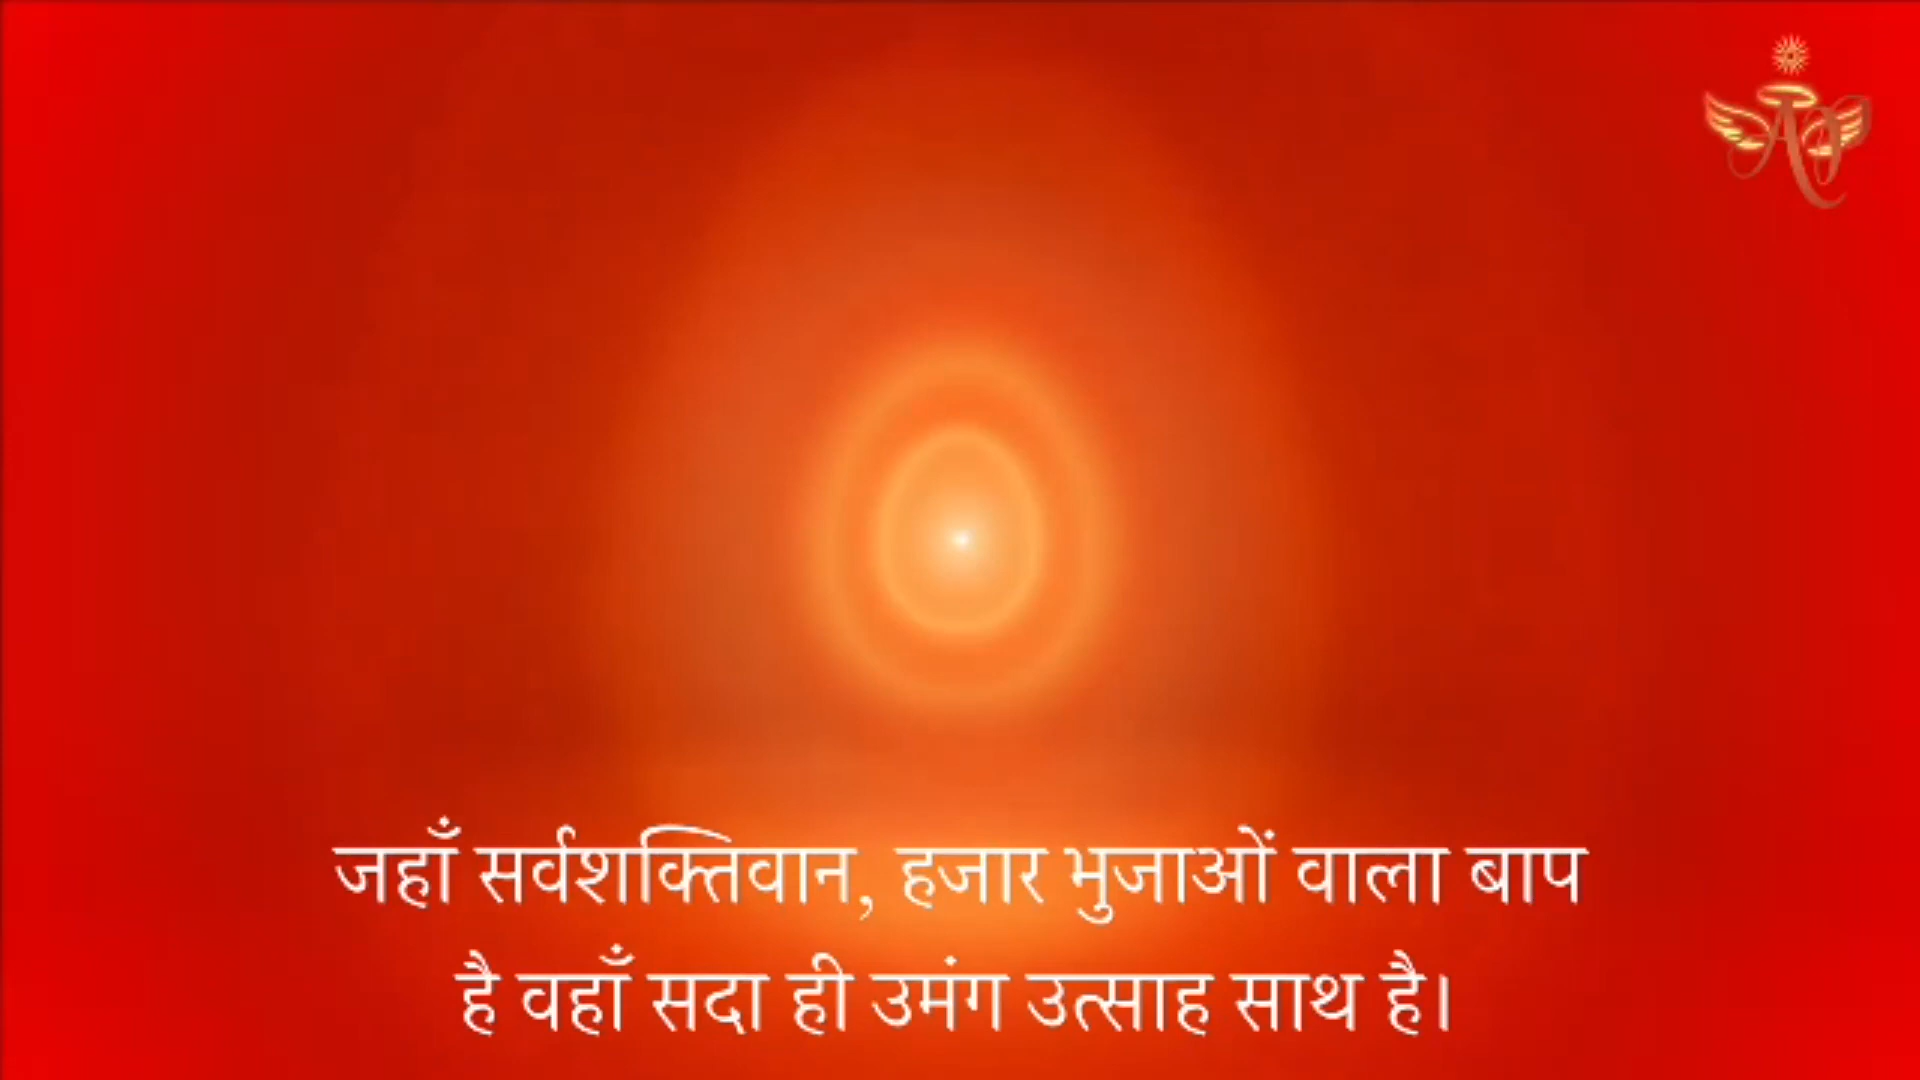 जहाँ सर्वशक्तिवान, हजार भुजाओं वाला बाप
है वहाँ सदा ही उमंग उत्साह साथ है।